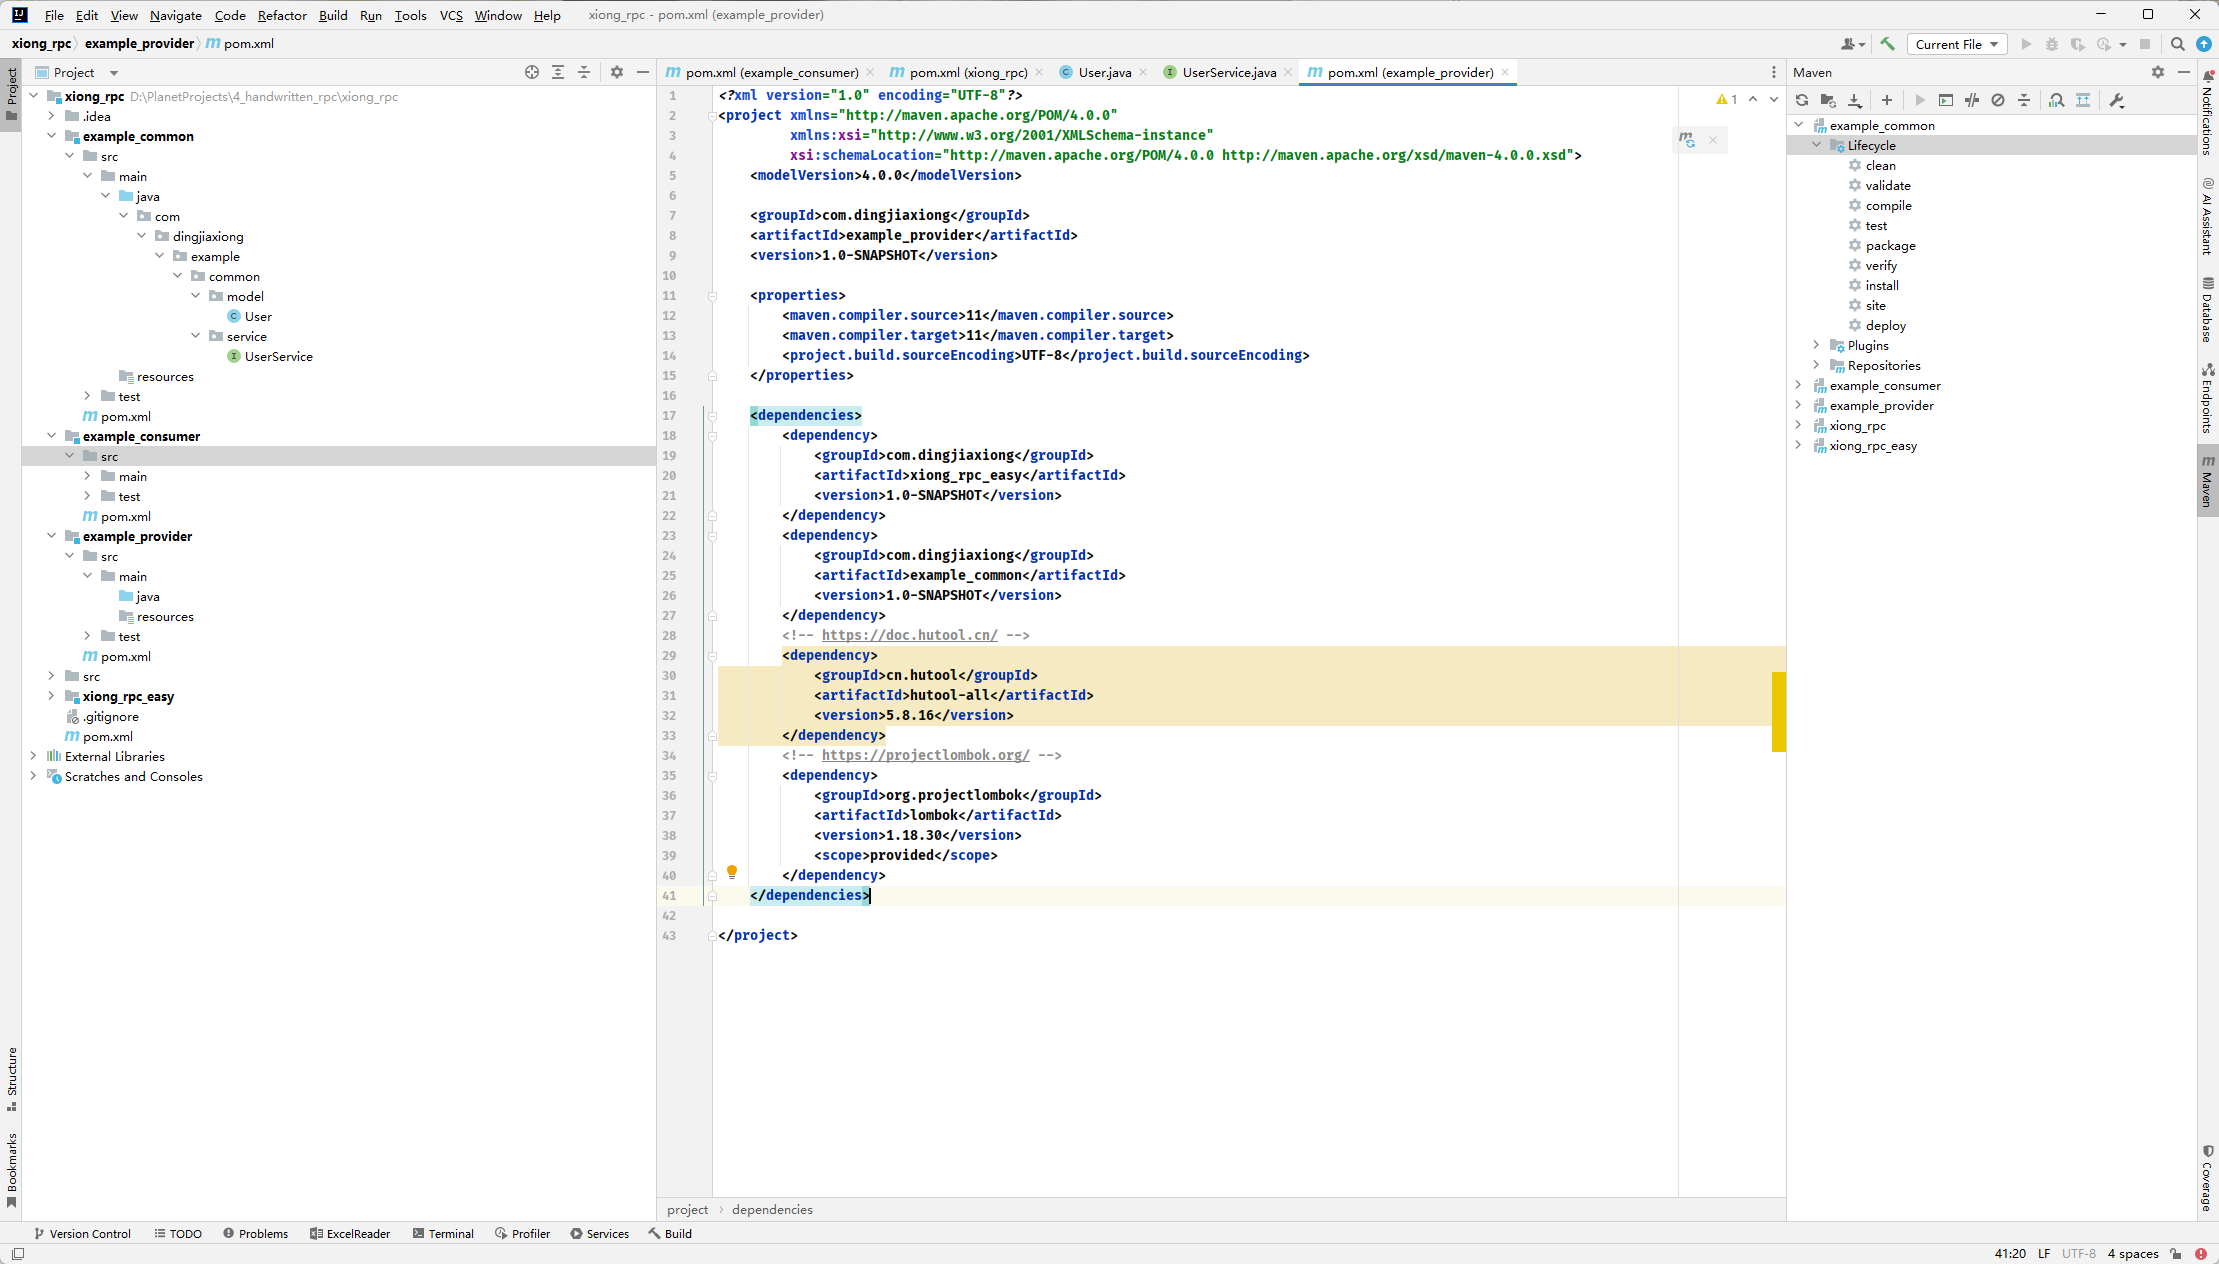 File Edit View Navigate Code Refactor Build Run Tools VCS Window Help xiong_rpc - pom.xml (example_provider)
xiong_rpc example_provider pom.xml
Current File
Project
pom.xml (example_consumer)
pom.xml (xiong_rpc)
User.java
UserService.java
pom.xml (example_provider)
Maven
Project
xiong_rpc D:\PlanetProjects\4_handwritten_rpc\xiong_rpc
.idea
example_common
src
main
java
com
dingjiaxiong
example
common
model
User
service
UserService
resources
test
pom.xml
example_consumer
src
main
test
pom.xml
example_provider
src
main
java
resources
test
pom.xml
src
xiong_rpc_easy
.gitignore
pom.xml
External Libraries
Scratches and Consoles
Structure
Bookmarks
1 <?xml version="1.0" encoding="UTF-8"?>
2 <project xmlns="http://maven.apache.org/POM/4.0.0"
3 xmlns:xsi="http://www.w3.org/2001/XMLSchema-instance"
4 xsi:schemaLocation="http://maven.apache.org/POM/4.0.0 http://maven.apache.org/xsd/maven-4.0.0.xsd">
5 <modelVersion>4.0.0</modelVersion>
6
7 <groupId>com.dingjiaxiong</groupId>
8 <artifactId>example_provider</artifactId>
9 <version>1.0-SNAPSHOT</version>
10
11 <properties>
12 <maven.compiler.source>11</maven.compiler.source>
13 <maven.compiler.target>11</maven.compiler.target>
14 <project.build.sourceEncoding>UTF-8</project.build.sourceEncoding>
15 </properties>
16
17 <dependencies>
18 <dependency>
19 <groupId>com.dingjiaxiong</groupId>
20 <artifactId>xiong_rpc_easy</artifactId>
21 <version>1.0-SNAPSHOT</version>
22 </dependency>
23 <dependency>
24 <groupId>com.dingjiaxiong</groupId>
25 <artifactId>example_common</artifactId>
26 <version>1.0-SNAPSHOT</version>
27 </dependency>
28 <!-- https://doc.hutool.cn/ -->
29 <dependency>
30 <groupId>cn.hutool</groupId>
31 <artifactId>hutool-all</artifactId>
32 <version>5.8.16</version>
33 </dependency>
34 <!-- https://projectlombok.org/ -->
35 <dependency>
36 <groupId>org.projectlombok</groupId>
37 <artifactId>lombok</artifactId>
38 <version>1.18.30</version>
39 <scope>provided</scope>
40 </dependency>
41 </dependencies>
42
43 </project>
1
project dependencies
example_common
Lifecycle
clean
validate
compile
test
package
verify
install
site
deploy
Plugins
Repositories
example_consumer
example_provider
xiong_rpc
xiong_rpc_easy
Notifications
AI Assistant
Database
Endpoints
Maven
Coverage
Version Control TODO Problems ExcelReader Terminal Profiler Services Build
41:20 LF UTF-8 4 spaces